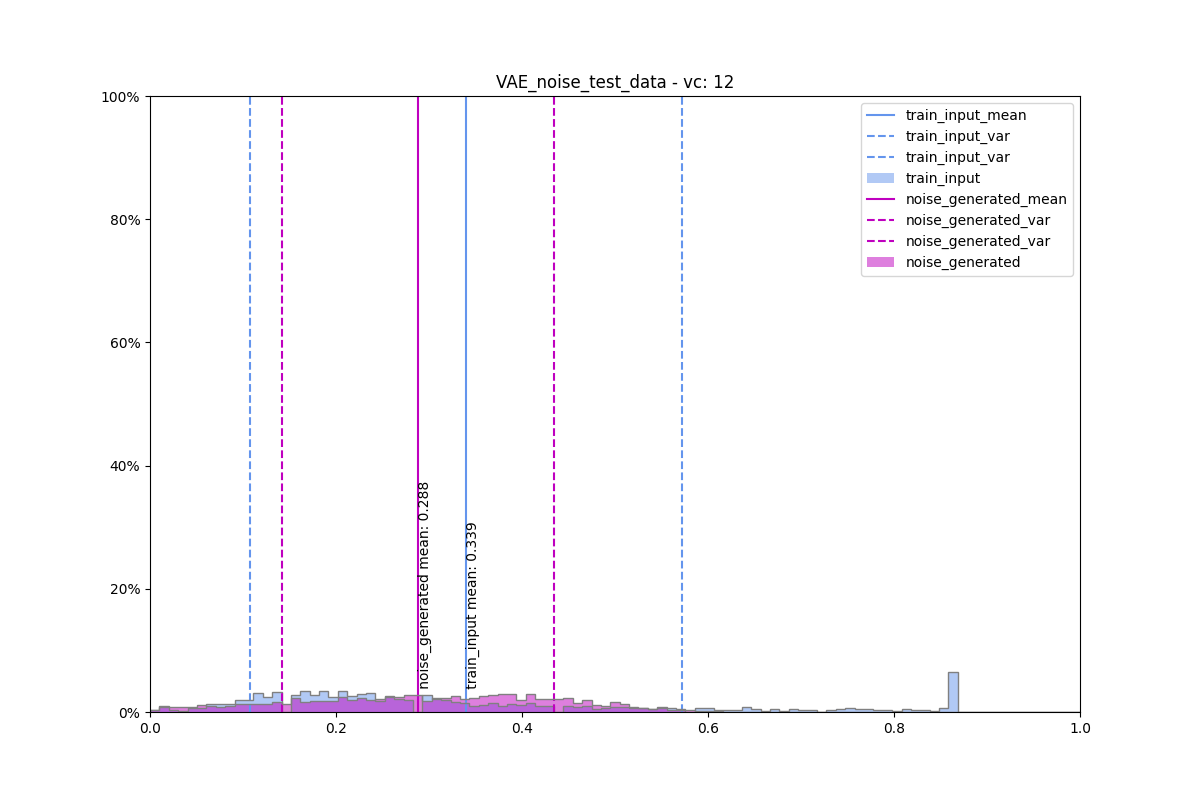 VAE_noise_test_data - vc: 12
100%
80%
60%
40%
20%
0%
0.0
0.2
0.4
0.6
0.8
1.0
noise_generated mean: 0.288
train_input mean: 0.339
train_input_mean
train_input_var
train_input_var
train_input
noise_generated_mean
noise_generated_var
noise_generated_var
noise_generated